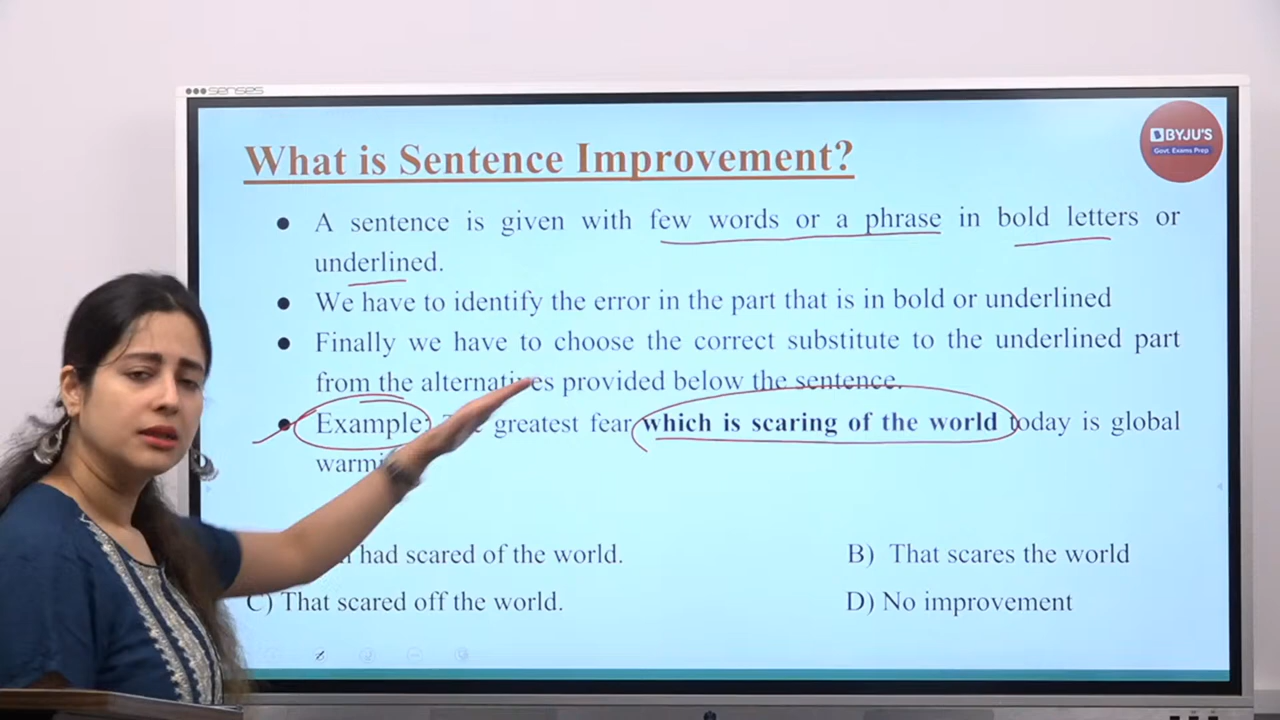 senses
BYJU'S
Govt. Exams Prep
What is Sentence Improvement?
● A sentence is given with few words or a phrase in bold letters or
underlined.
● We have to identify the error in the part that is in bold or underlined
● Finally we have to choose the correct substitute to the underlined part
from the alternatives provided below the sentence.
● Example: greatest fear which is scaring of the world today is global
had scared of the world.
B) That scares the world
C) That scared off the world.
D) No improvement